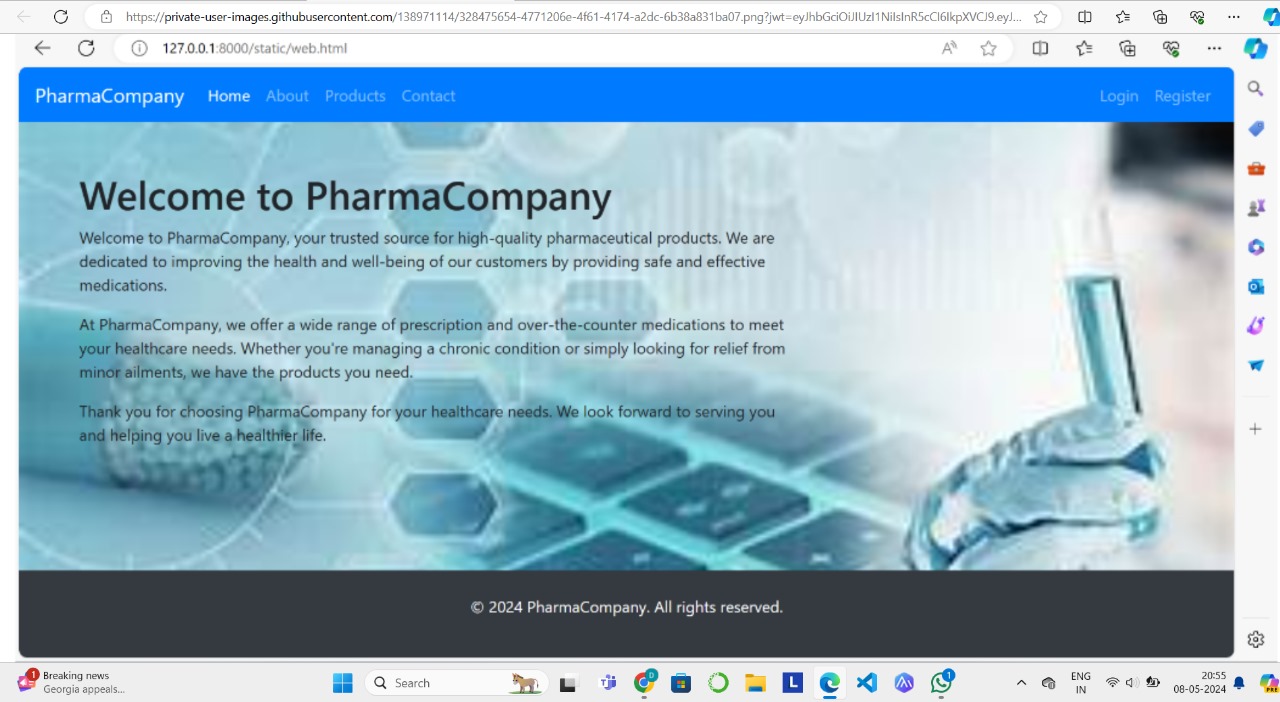 https://private-user-images.githubusercontent.com/138971114/328475654-4771206e-4f61-4174-a2dc-6b38a831ba07.png?jwt=eyJhbGciOiJIUzI1NiIsInR5cCI6IkpXVCJ9.eyJ...
127.0.0.1:8000/static/web.html
PharmaCompany Home About Products Contact Login Register
Welcome to PharmaCompany
Welcome to PharmaCompany, your trusted source for high-quality pharmaceutical products. We are
dedicated to improving the health and well-being of our customers by providing safe and effective
medications.
At PharmaCompany, we offer a wide range of prescription and over-the-counter medications to meet
your healthcare needs. Whether you're managing a chronic condition or simply looking for relief from
minor ailments, we have the products you need.
Thank you for choosing PharmaCompany for your healthcare needs. We look forward to serving you
and helping you live a healthier life.
© 2024 PharmaCompany. All rights reserved.
1 Breaking news
Georgia appeals...
Search
D
L
1
ENG
IN
20:55
08-05-2024
PRE